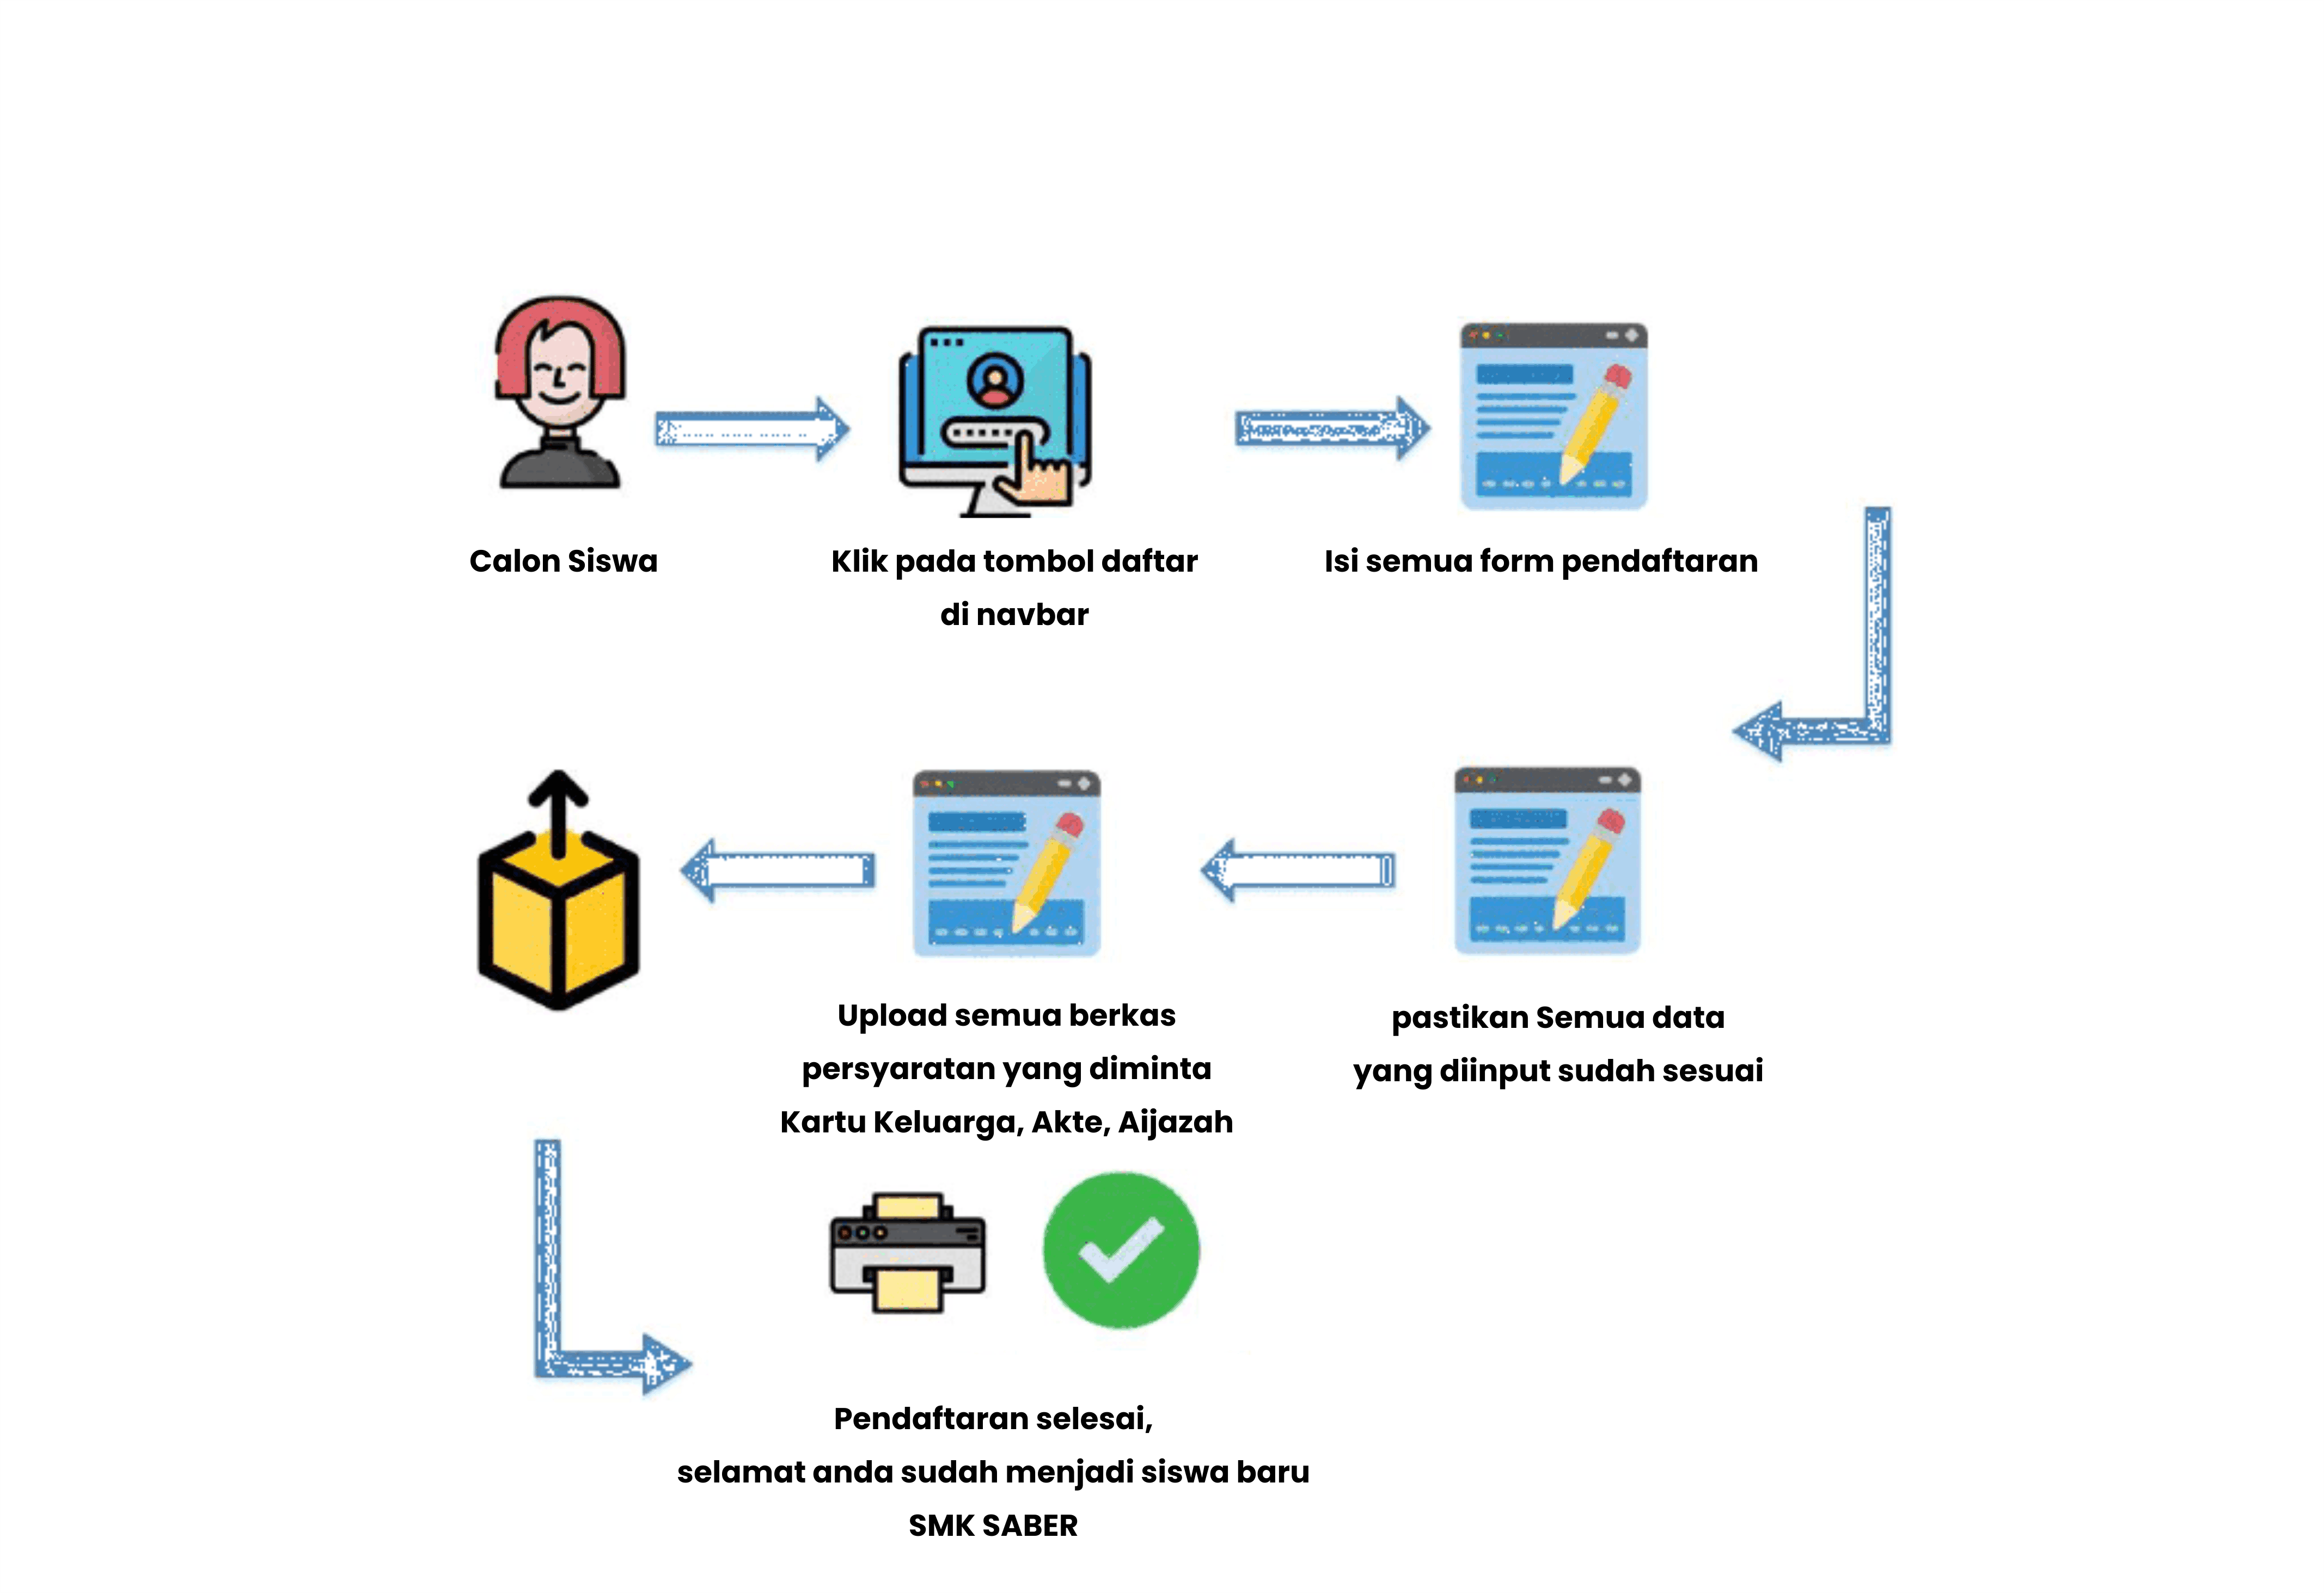 Calon Siswa
Klik pada tombol daftar
di navbar
Isi semua form pendaftaran
pastikan Semua data
yang diinput sudah sesuai
Upload semua berkas
persyaratan yang diminta
Kartu Keluarga, Akte, Aijazah
Pendaftaran selesai,
selamat anda sudah menjadi siswa baru
SMK SABER